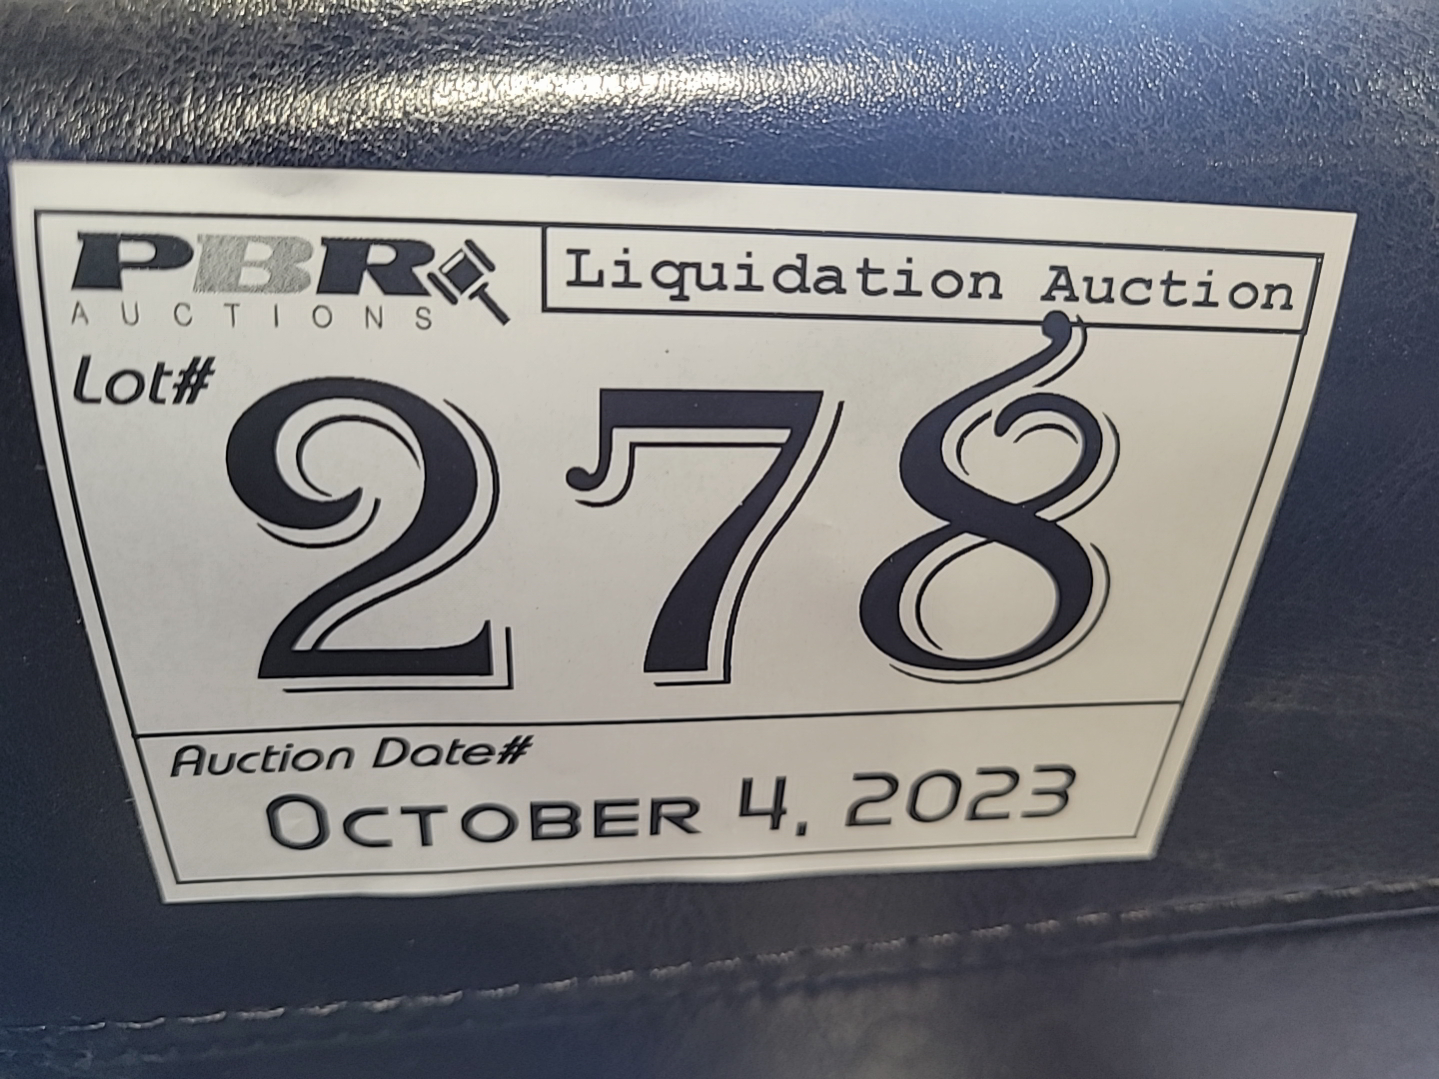 PBR
AUCTIONS
Liquidation Auction
Lot#
278
Auction Date#
OCTOBER 4, 2023